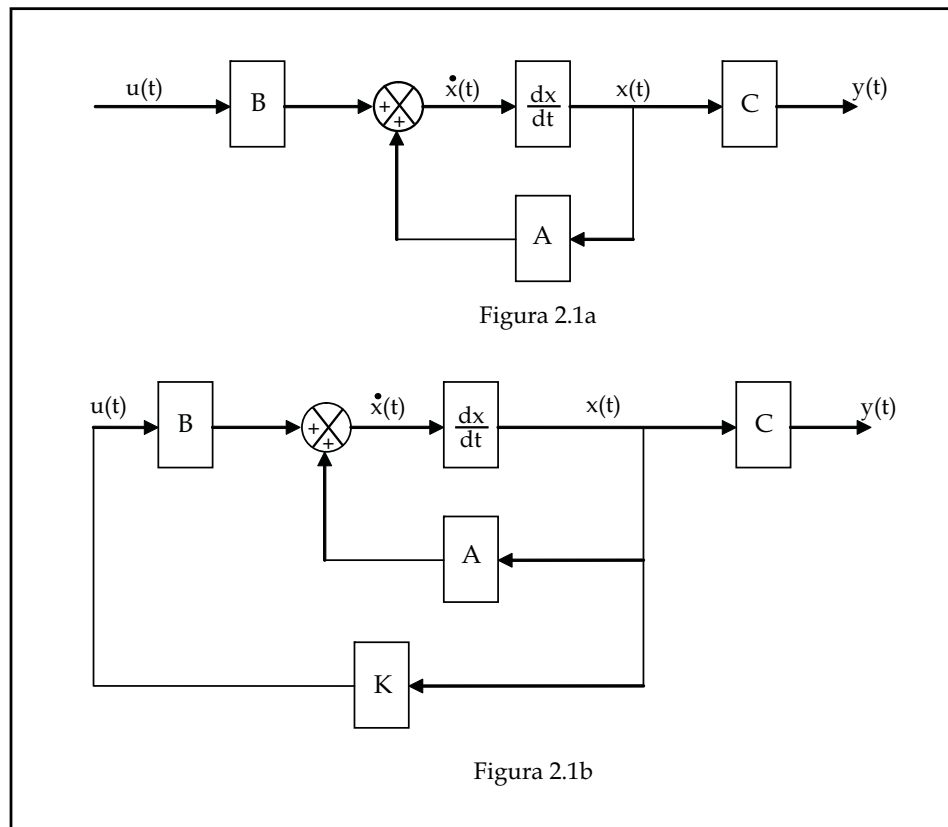 u(t) B + + ẋ(t) dx/dt x(t) C y(t)
A
Figura 2.1a
u(t) B + + ẋ(t) dx/dt x(t) C y(t)
A
K
Figura 2.1b